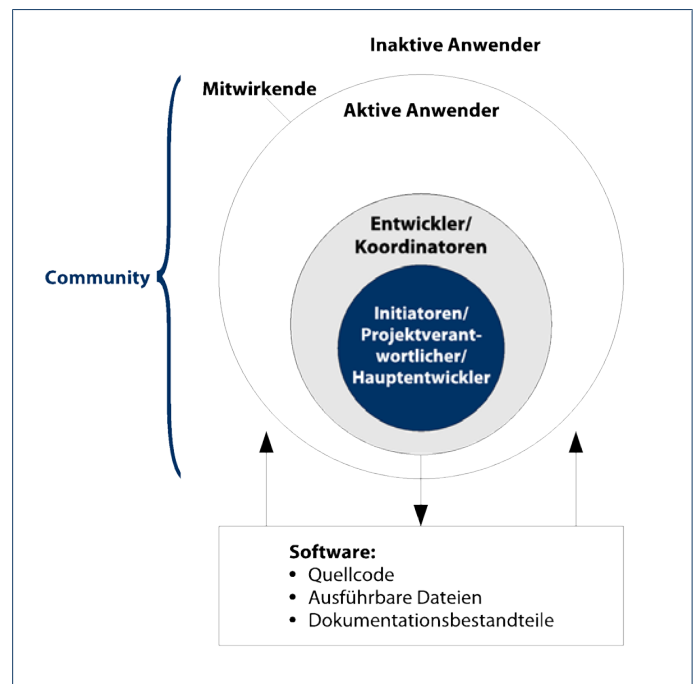 Inaktive Anwender
Mitwirkende
Aktive Anwender
Entwickler/
Koordinatoren
Community
Initiatoren/
Projektverant-
wortlicher/
Hauptentwickler
Software:
• Quellcode
• Ausführbare Dateien
• Dokumentationsbestandteile